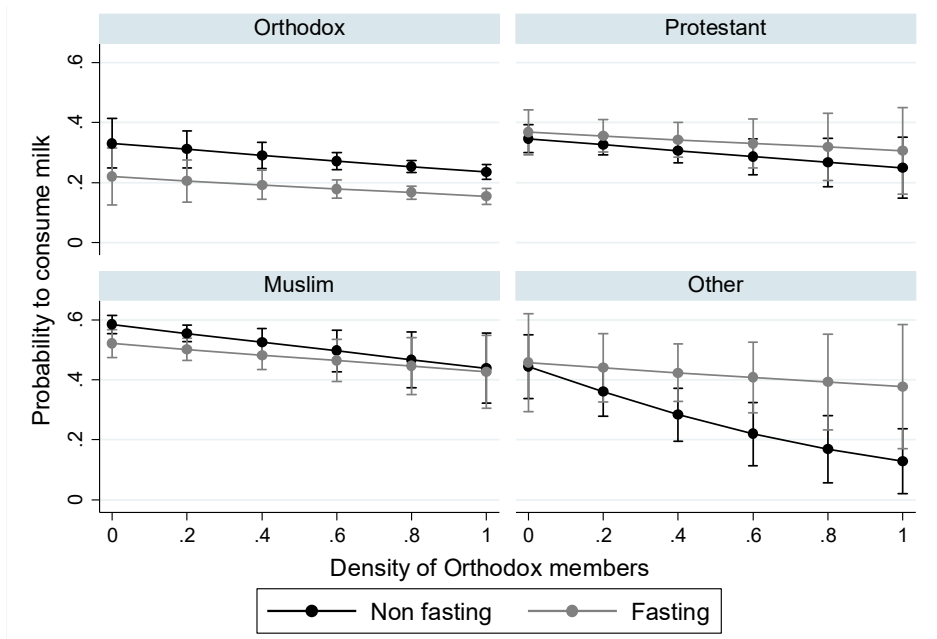 Orthodox
Protestant
.6
.4
.2
0
Muslim
Other
.6
.4
.2
0
0 .2 .4 .6 .8 1
0 .2 .4 .6 .8 1
Probability to consume milk
Density of Orthodox members
Non fasting
Fasting